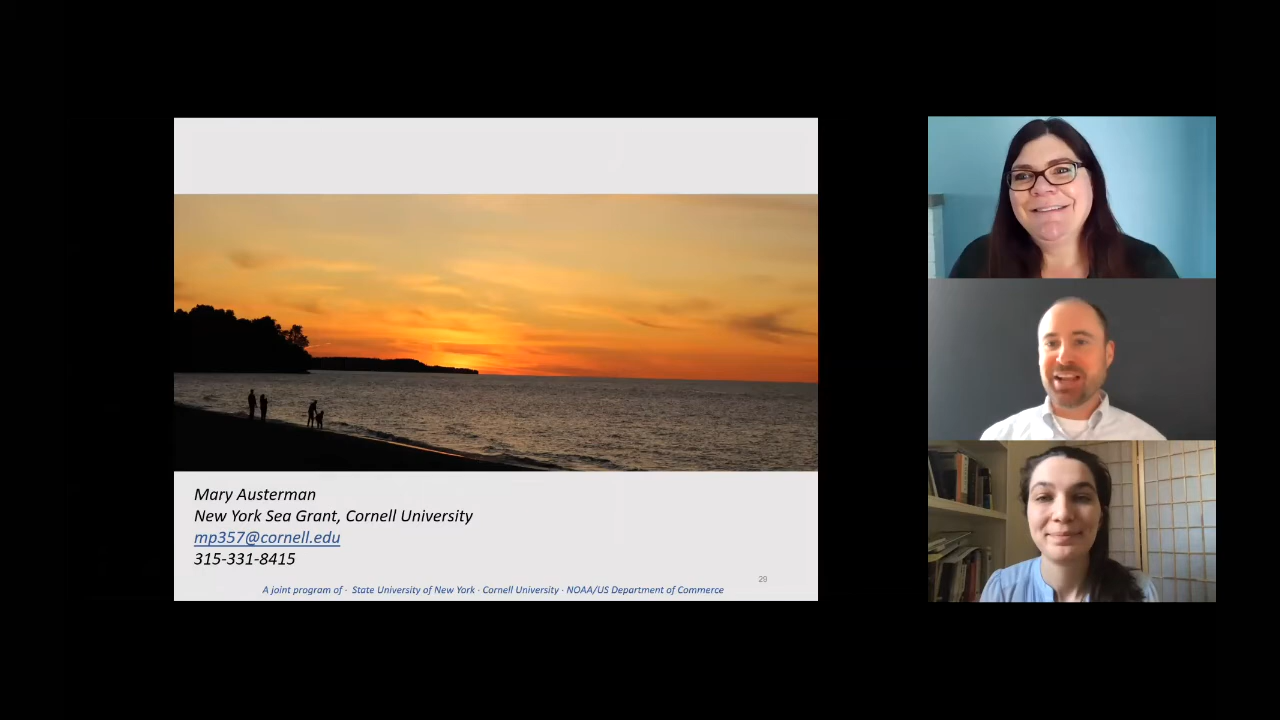 Mary Austerman
New York Sea Grant, Cornell University
mp357@cornell.edu
315-331-8415
29
A joint program of · State University of New York · Cornell University · NOAA/US Department of Commerce